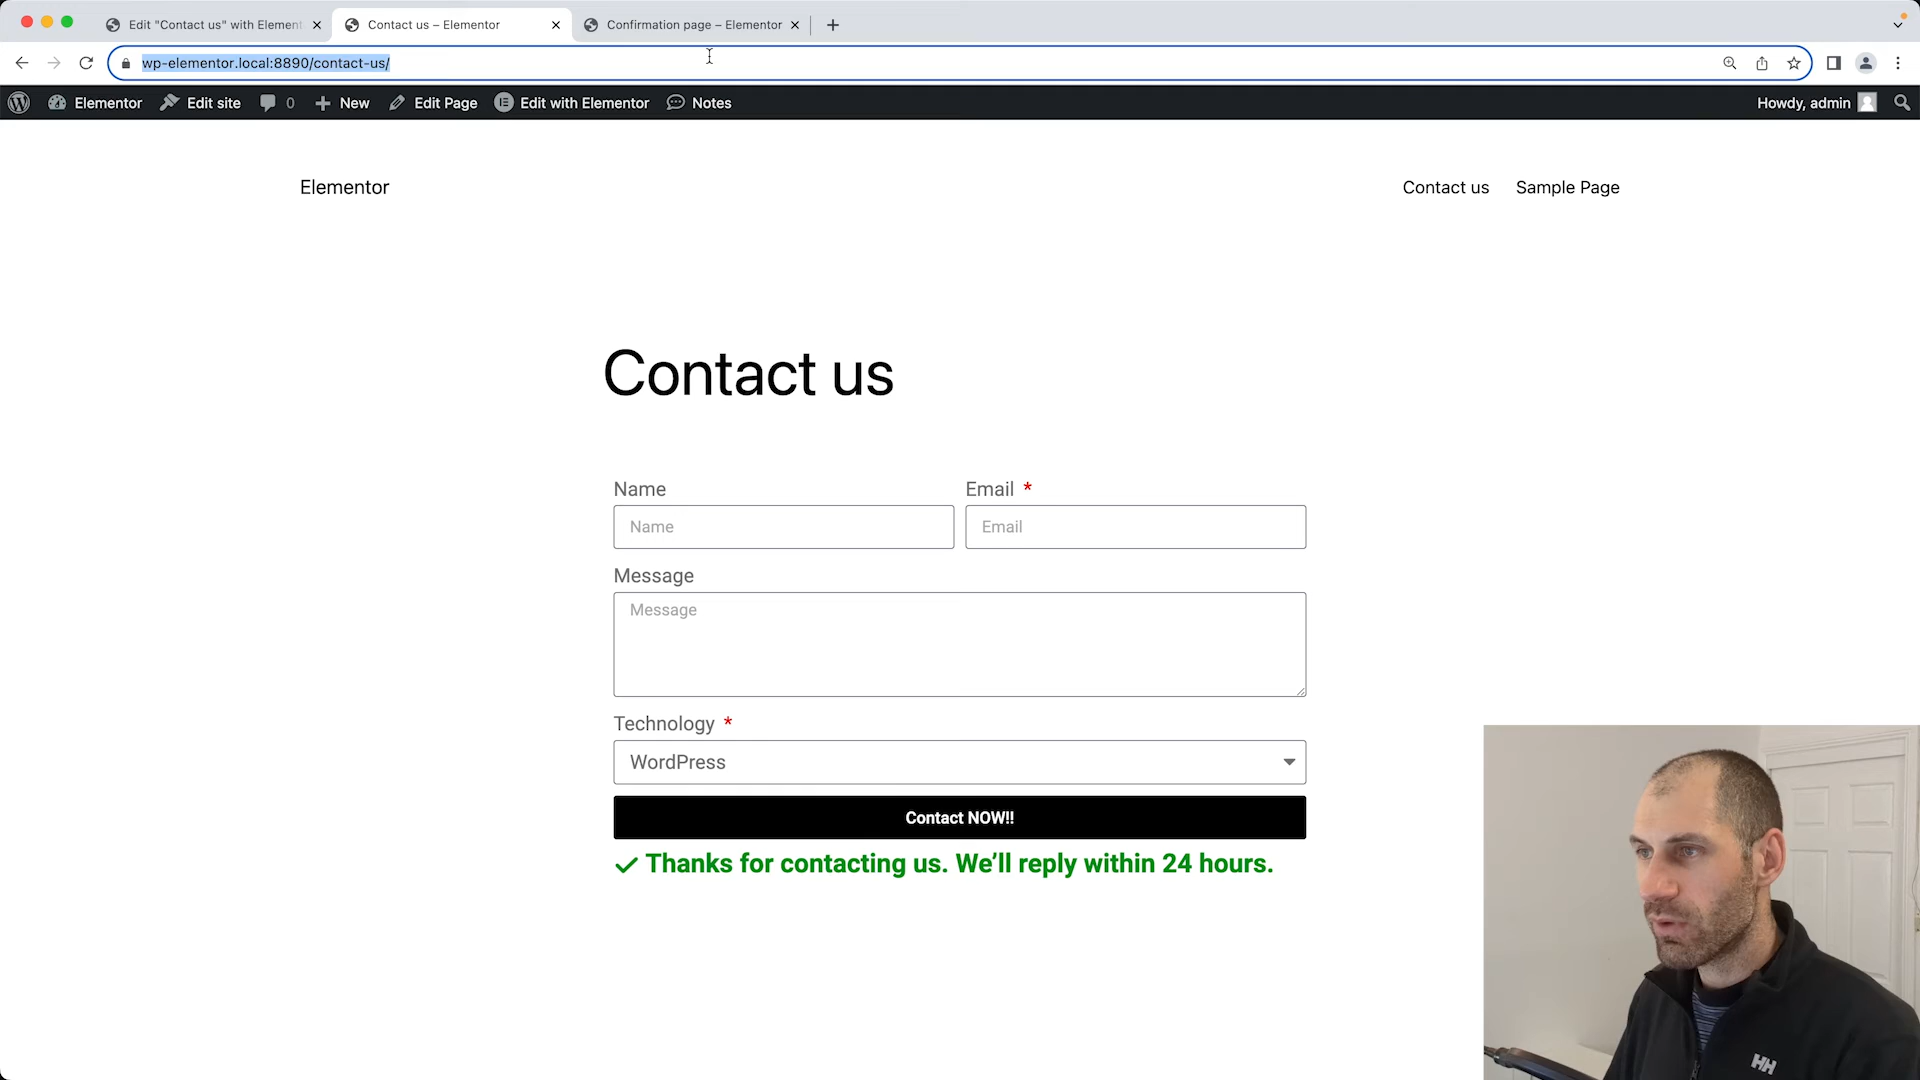 Edit "Contact us" with Element
Contact us – Elementor
Confirmation page – Elementor
wp-elementor.local:8890/contact-us/
Elementor
Edit site
0
New
Edit Page
Edit with Elementor
Notes
Howdy, admin
Elementor
Contact us
Sample Page
Contact us
Name
Email *
Name
Email
Message
Message
Technology *
WordPress
Contact NOW!!
Thanks for contacting us. We’ll reply within 24 hours.
HH